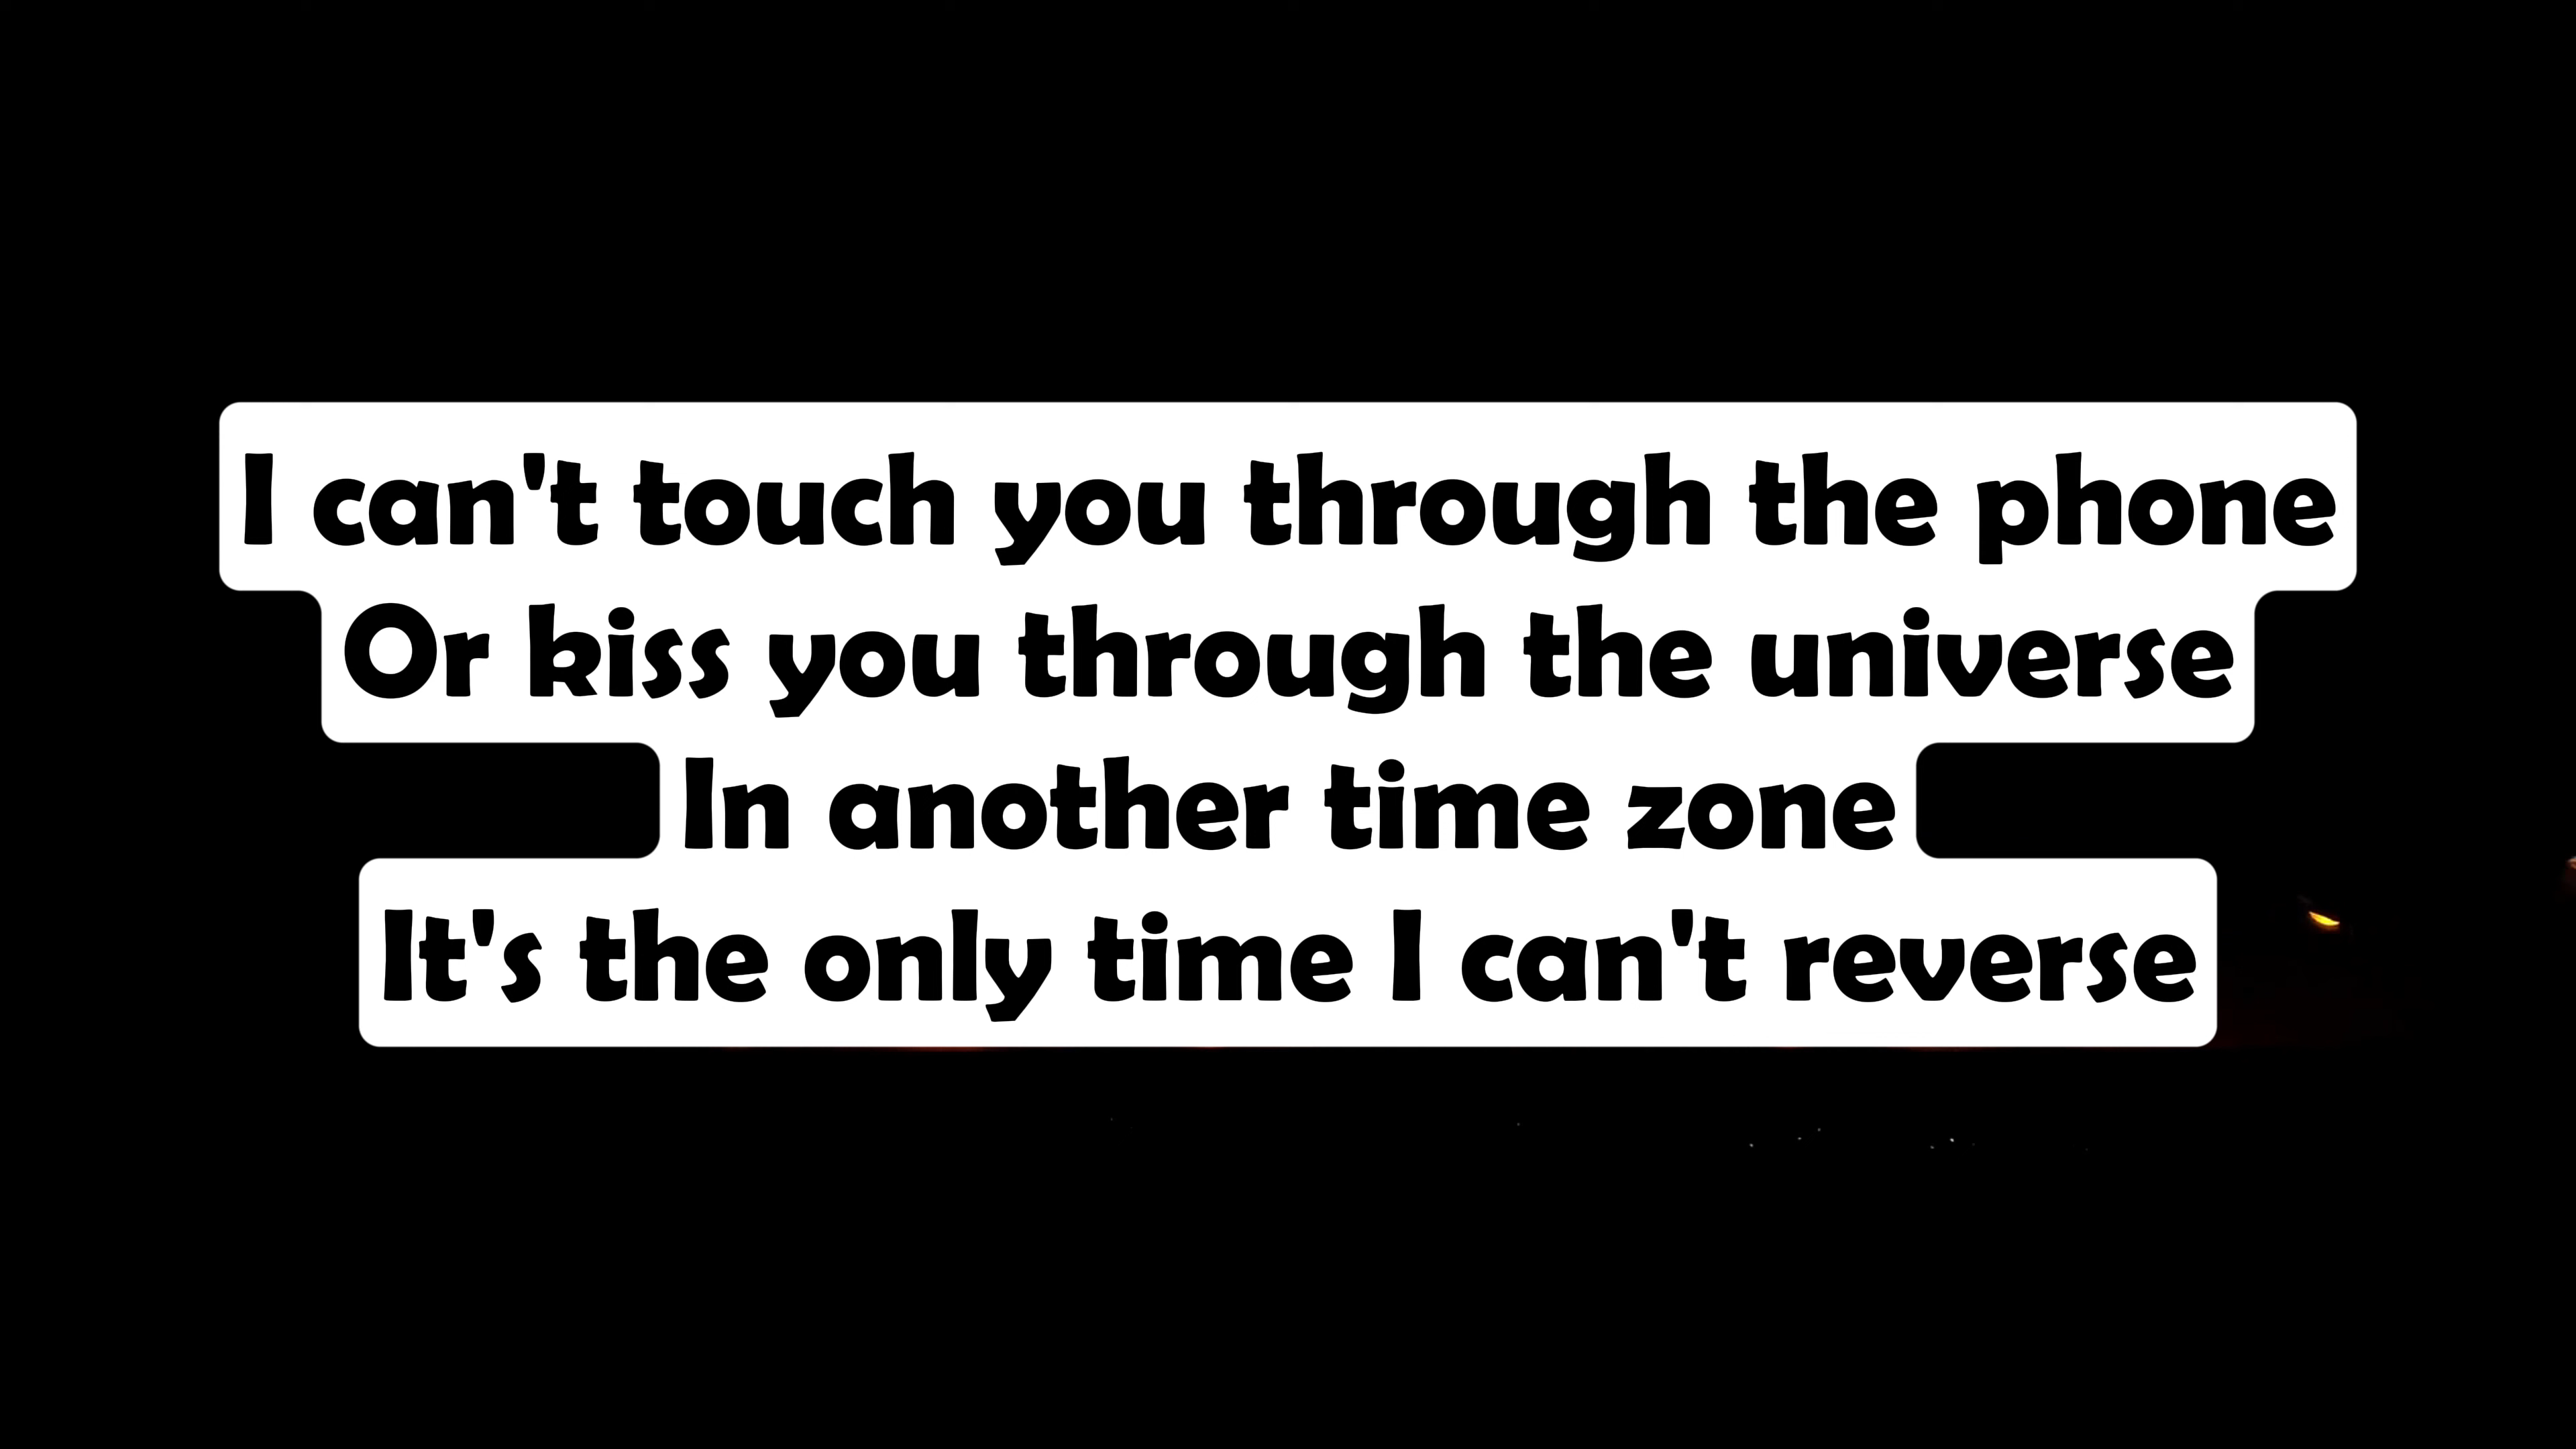 I can't touch you through the phone
Or kiss you through the universe
In another time zone
It's the only time I can't reverse